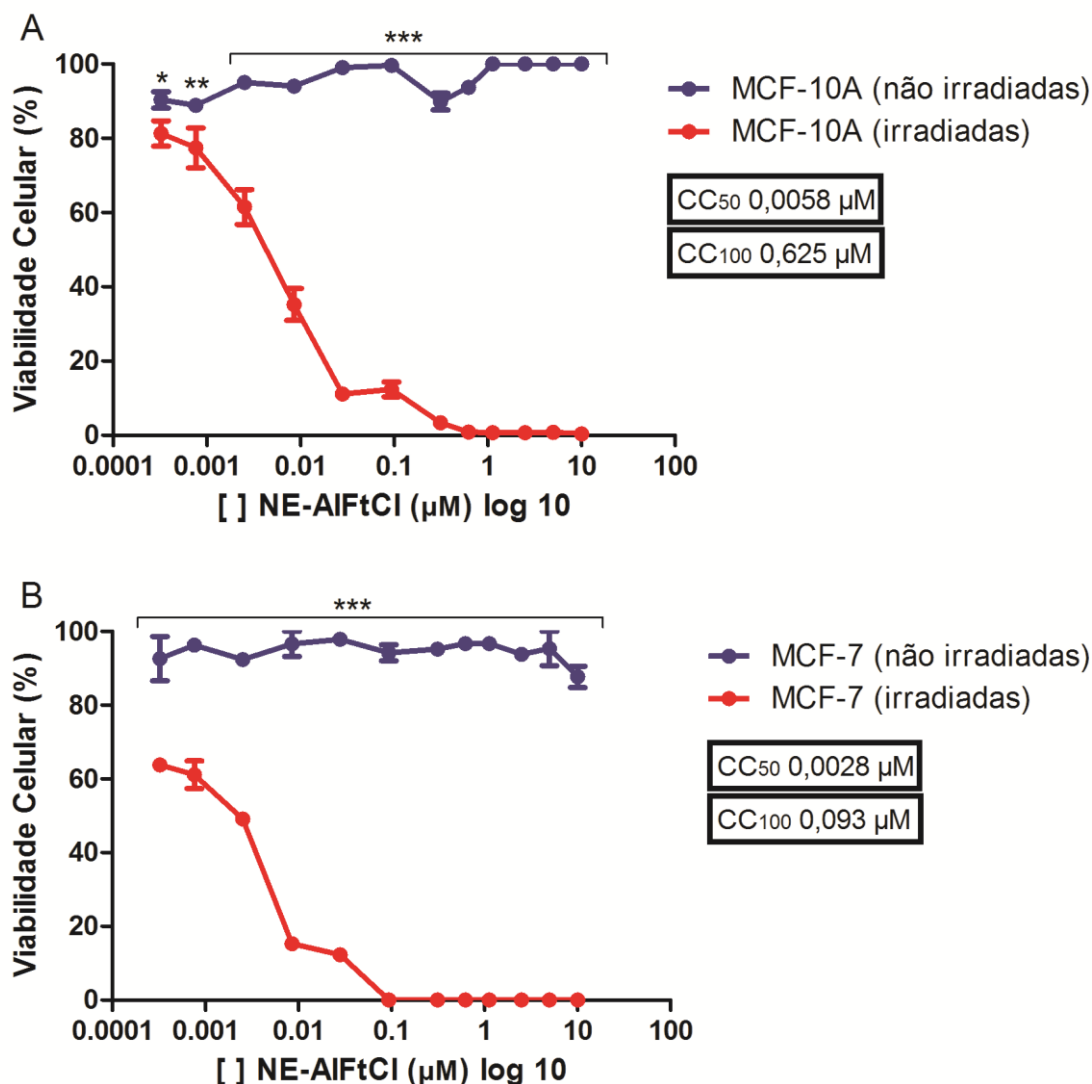 A
***
* **
100
80
60
40
20
0
Viabilidade Celular (%)
0.0001 0.001 0.01 0.1 1 10 100
[ ] NE-AlFtCl (µM) log 10
MCF-10A (não irradiadas)
MCF-10A (irradiadas)
CC50 0,0058 µM
CC100 0,625 µM
B
***
100
80
60
40
20
0
Viabilidade Celular (%)
0.0001 0.001 0.01 0.1 1 10 100
[ ] NE-AlFtCl (µM) log 10
MCF-7 (não irradiadas)
MCF-7 (irradiadas)
CC50 0,0028 µM
CC100 0,093 µM